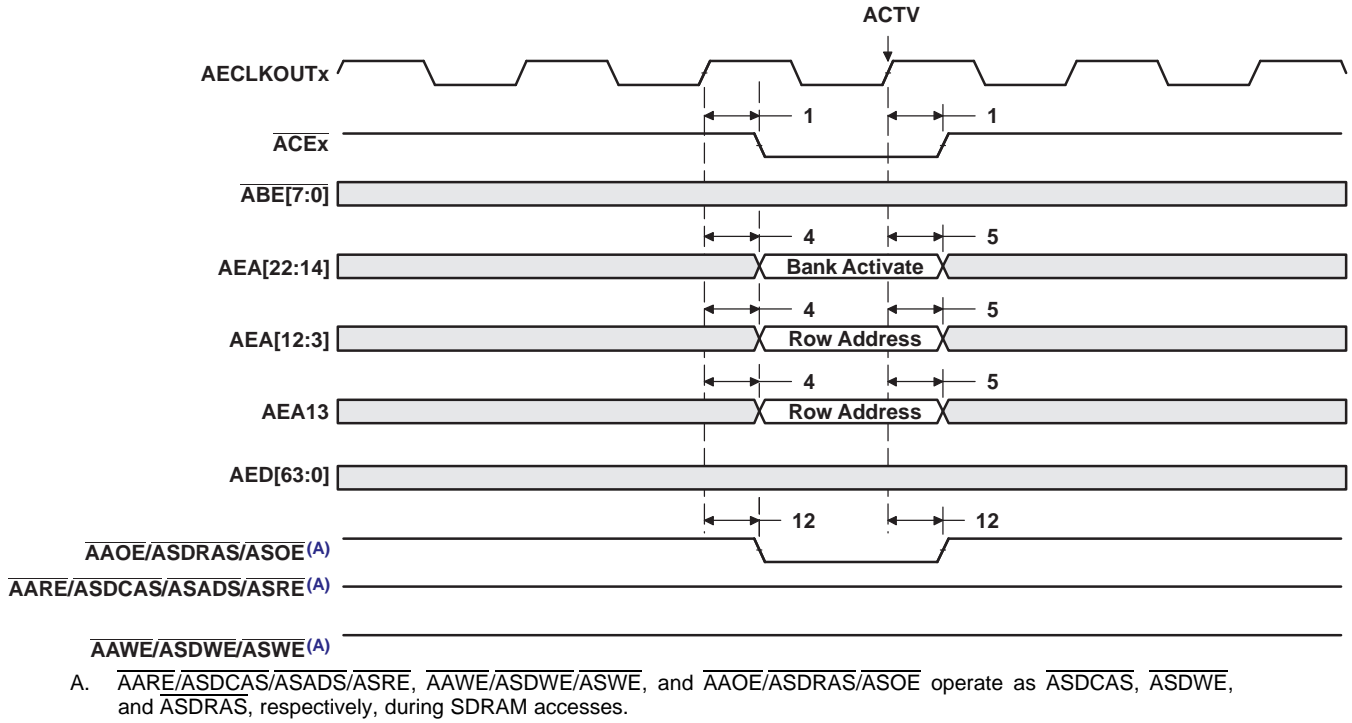 ACTV
AECLKOUTx
1 1
ACEx
ABE[7:0]
4 5
AEA[22:14] Bank Activate
4 5
AEA[12:3] Row Address
4 5
AEA13 Row Address
AED[63:0]
12 12
AAOE/ASDRAS/ASOE(A)
AARE/ASDCAS/ASADS/ASRE(A)
AAWE/ASDWE/ASWE(A)
A. AARE/ASDCAS/ASADS/ASRE, AAWE/ASDWE/ASWE, and AAOE/ASDRAS/ASOE operate as ASDCAS, ASDWE,
and ASDRAS, respectively, during SDRAM accesses.